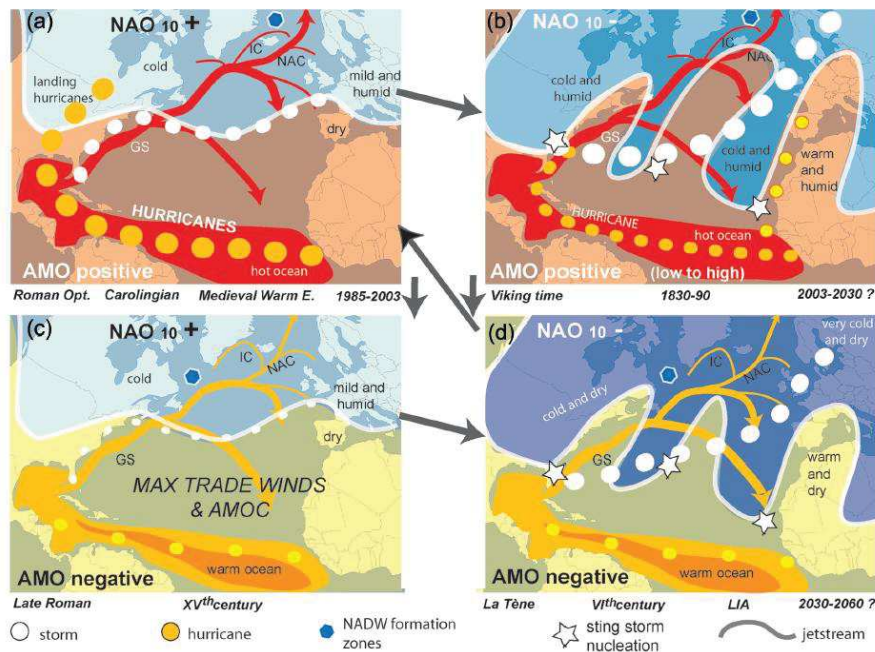 (a) NAO 10 +
landing
hurricanes
cold
IC
NAC
mild and
humid
dry
GS
HURRICANES
hot ocean
AMO positive
Roman Opt. Carolingian Medieval Warm E. 1985-2003
(b) NAO 10 -
cold and
humid
IC
NAC
GS
cold and
humid
warm
and
humid
HURRICANE
hot ocean
AMO positive (low to high)
Viking time 1830-90 2003-2030 ?
(c) NAO 10 +
cold
IC
NAC
mild and
humid
dry
GS
MAX TRADE WINDS
& AMOC
warm ocean
AMO negative
Late Roman XVth century
(d) NAO 10 -
very cold
and dry
IC
NAC
cold and dry
GS
warm
and
dry
warm ocean
AMO negative
La Tène VIth century LIA 2030-2060 ?
storm
hurricane
NADW formation
zones
sting storm
nucleation
jetstream